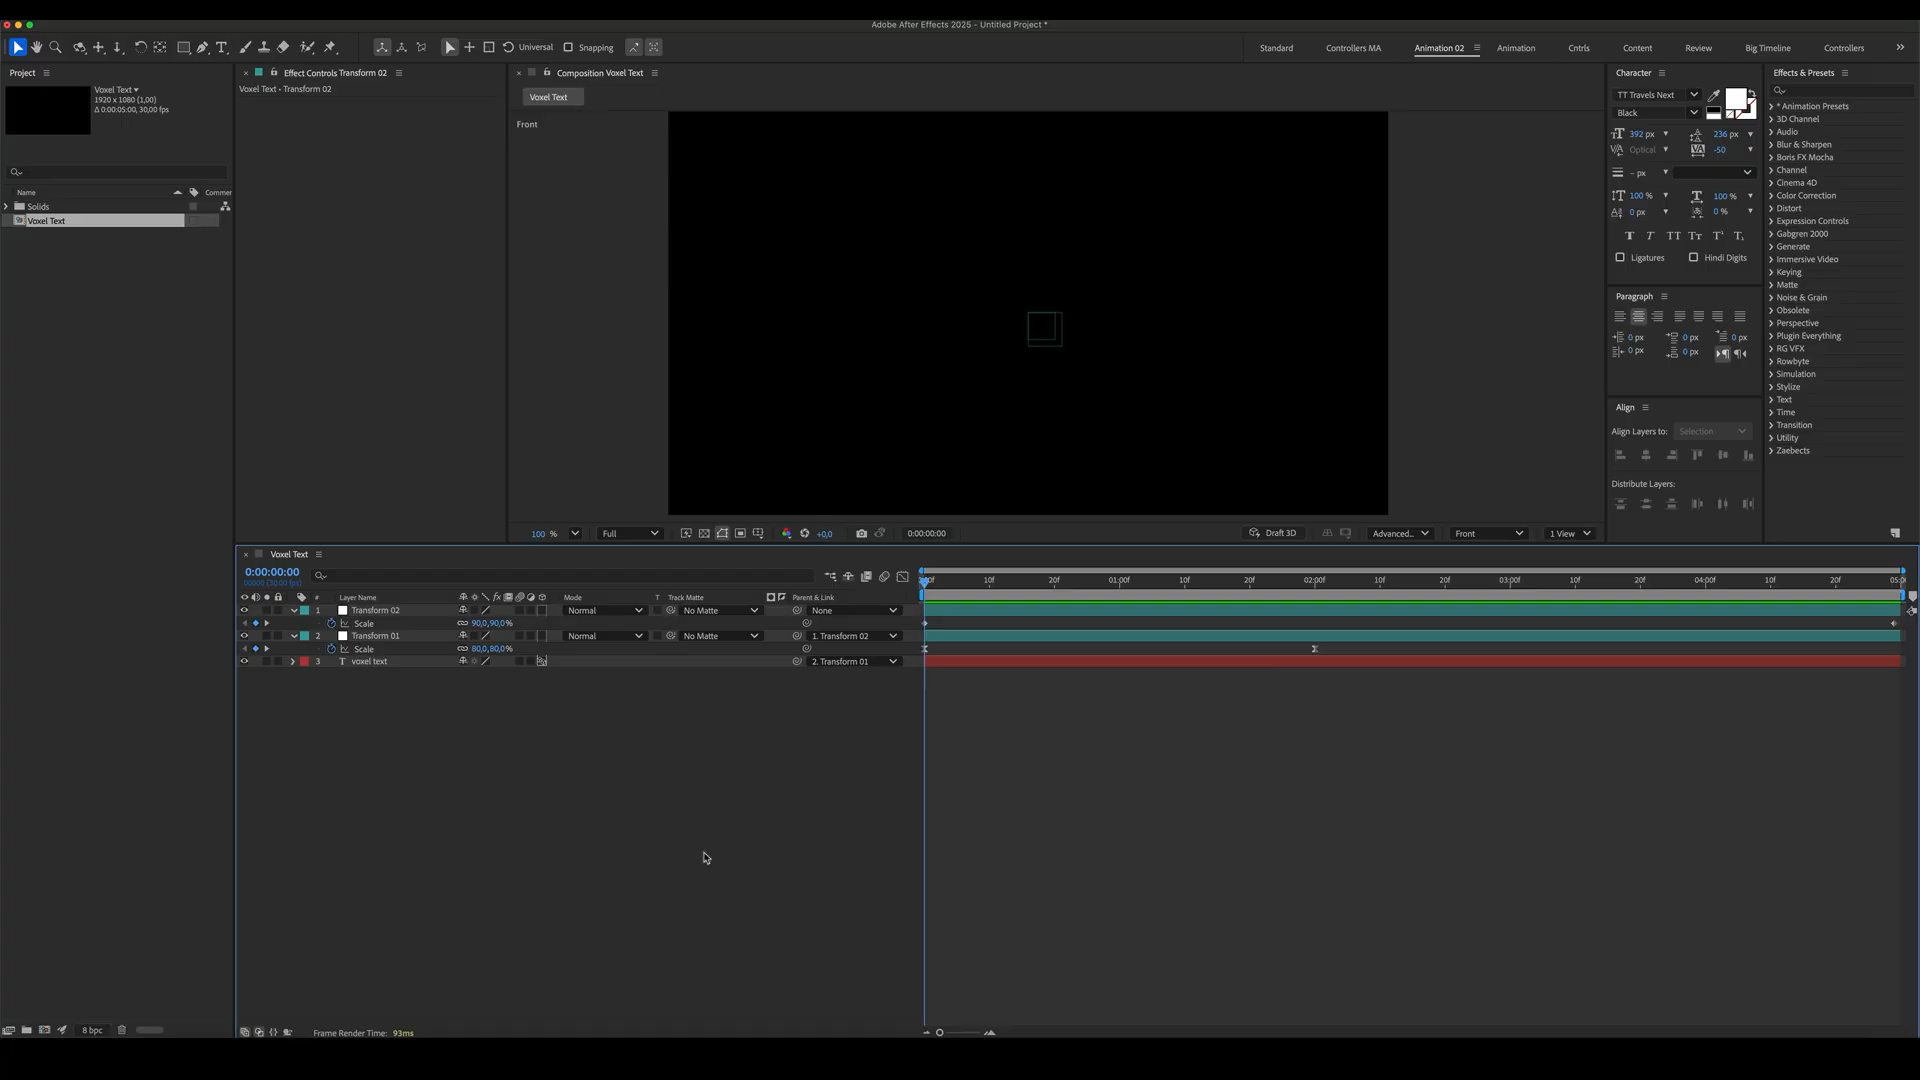 Adobe After Effects 2025 - Untitled Project *
Universal
Snapping
Standard
Controllers MA
Animation 02
Animation
Cntrls
Content
Review
Big Timeline
Controllers
Project
Voxel Text
1920 x 1080 (1,00)
Δ 0:00:05:00, 30,00 fps
Name
Commer
Solids
Voxel Text
Effect Controls Transform 02
Voxel Text • Transform 02
Composition Voxel Text
Voxel Text
Front
100 %
Full
+0,0
0:00:00:00
Draft 3D
Advanced...
Front
1 View
Character
TT Travels Next
Black
392 px
236 px
Optical
-50
- px
100 %
100 %
0 px
0 %
Ligatures
Hindi Digits
Paragraph
0 px
0 px
0 px
0 px
0 px
Align
Align Layers to:
Selection
Distribute Layers:
Effects & Presets
* Animation Presets
3D Channel
Audio
Blur & Sharpen
Boris FX Mocha
Channel
Cinema 4D
Color Correction
Distort
Expression Controls
Gabgren 2000
Generate
Immersive Video
Keying
Matte
Noise & Grain
Obsolete
Perspective
Plugin Everything
RG VFX
Rowbyte
Simulation
Stylize
Text
Time
Transition
Utility
Zaebects
Voxel Text
0:00:00:00
00000 (30.00 fps)
# Layer Name
Mode
T Track Matte
Parent & Link
10f
20f
01:00f
10f
20f
02:00f
10f
20f
03:00f
10f
20f
04:00f
10f
20f
05:0
1 Transform 02
Normal
No Matte
None
Scale
90,0,90,0%
2 Transform 01
Normal
No Matte
1. Transform 02
Scale
80,0,80,0%
3 T voxel text
2. Transform 01
8 bpc
Frame Render Time: 93ms